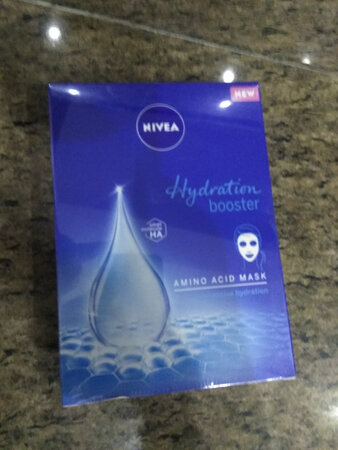 NEW
NIVEA
Hydration
booster
HA
AMINO ACID MASK
hydration